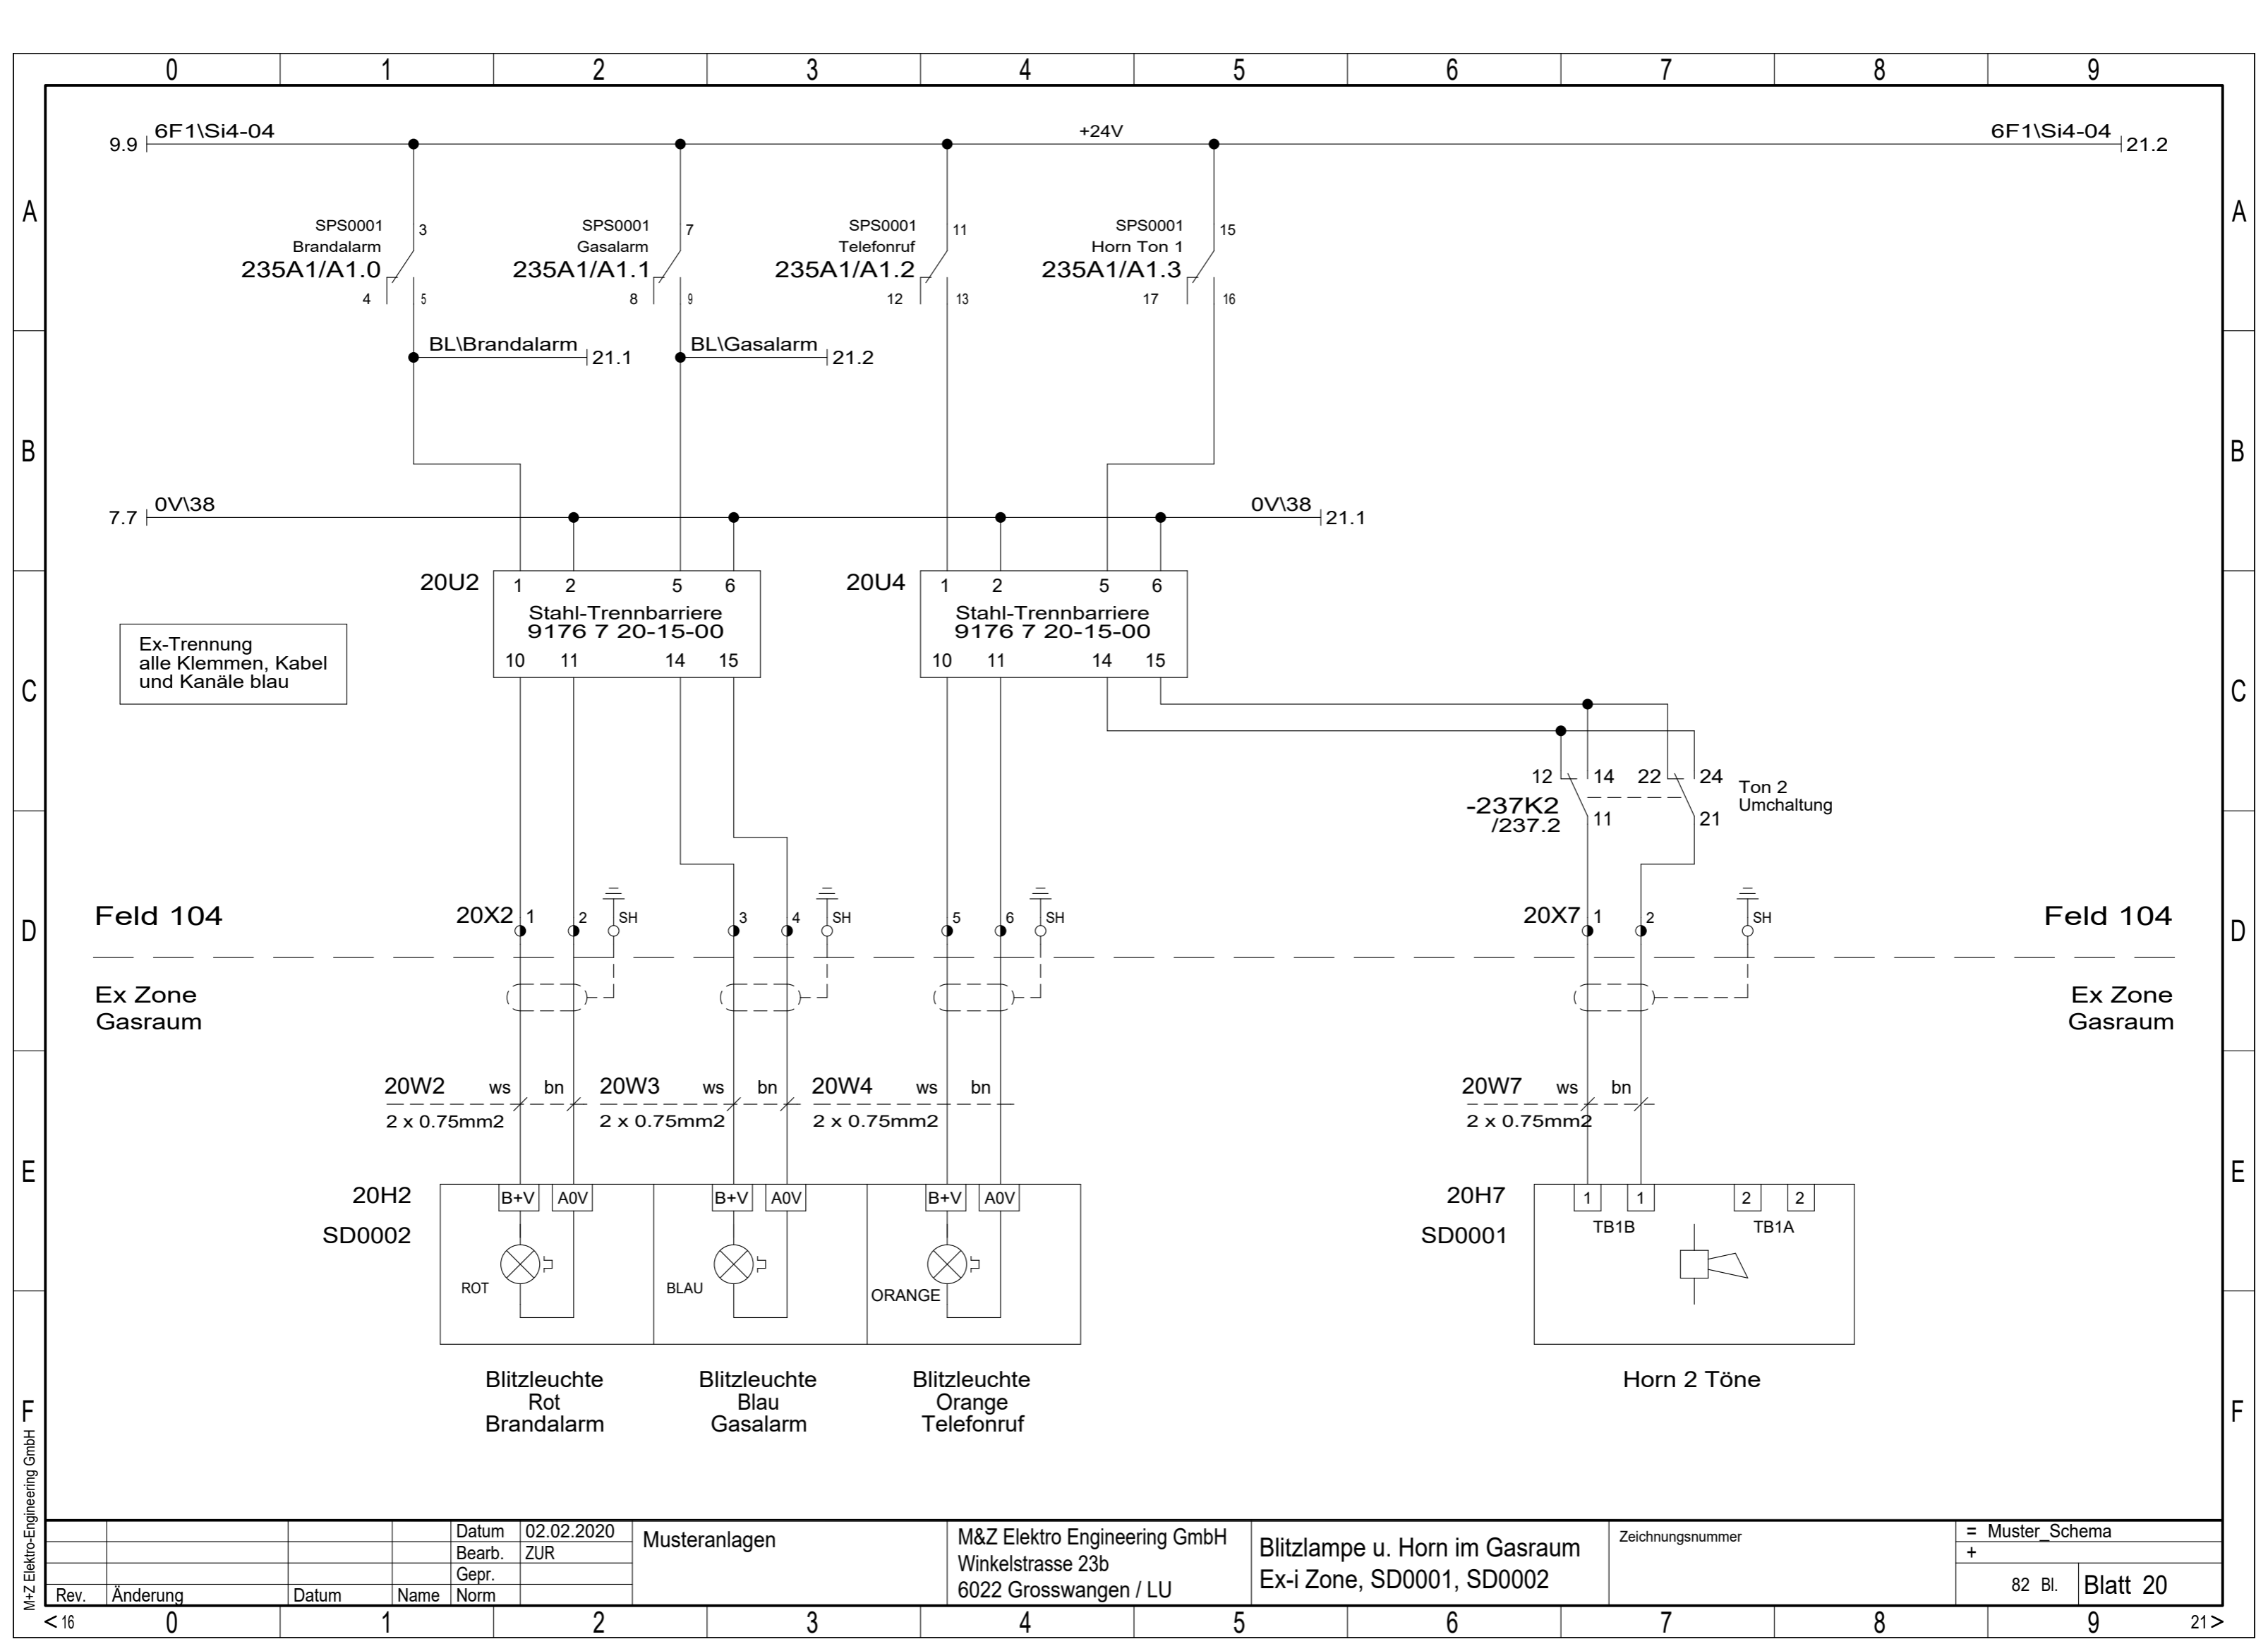 0 1 2 3 4 5 6 7 8 9
9.9 6F1\Si4-04 +24V 6F1\Si4-04 21.2
A A
SPS0001 3 SPS0001 7 SPS0001 11 SPS0001 15
Brandalarm Gasalarm Telefonruf Horn Ton 1
235A1/A1.0 235A1/A1.1 235A1/A1.2 235A1/A1.3
4 5 8 9 12 13 17 16
BL\Brandalarm 21.1 BL\Gasalarm 21.2
B B
7.7 0V\38 0V\38 21.1
20U2 1 2 5 6 20U4 1 2 5 6
Stahl-Trennbarriere Stahl-Trennbarriere
9176 7 20-15-00 9176 7 20-15-00
10 11 14 15 10 11 14 15
Ex-Trennung
alle Klemmen, Kabel
und Kanäle blau
C C
12 14 22 24 Ton 2
Umchaltung
-237K2 11 21
/237.2
Feld 104 20X2 1 2 SH 3 4 SH 5 6 SH 20X7 1 2 SH Feld 104
D D
Ex Zone Ex Zone
Gasraum Gasraum
20W2 ws bn 20W3 ws bn 20W4 ws bn 20W7 ws bn
2 x 0.75mm2 2 x 0.75mm2 2 x 0.75mm2 2 x 0.75mm2
E E
20H2 B+V A0V B+V A0V B+V A0V 20H7 1 1 2 2
SD0002 SD0001 TB1B TB1A
ROT BLAU ORANGE
Blitzleuchte Blitzleuchte Blitzleuchte Horn 2 Töne
Rot Blau Orange
Brandalarm Gasalarm Telefonruf
F F
M+Z Elektro-Engineering GmbH
Datum 02.02.2020
Bearb. ZUR
Gepr.
Rev. Änderung Datum Name Norm
Musteranlagen
M&Z Elektro Engineering GmbH
Winkelstrasse 23b
6022 Grosswangen / LU
Blitzlampe u. Horn im Gasraum
Ex-i Zone, SD0001, SD0002
Zeichnungsnummer
= Muster_Schema
+
82 Bl. Blatt 20
< 16 0 1 2 3 4 5 6 7 8 9 21 >